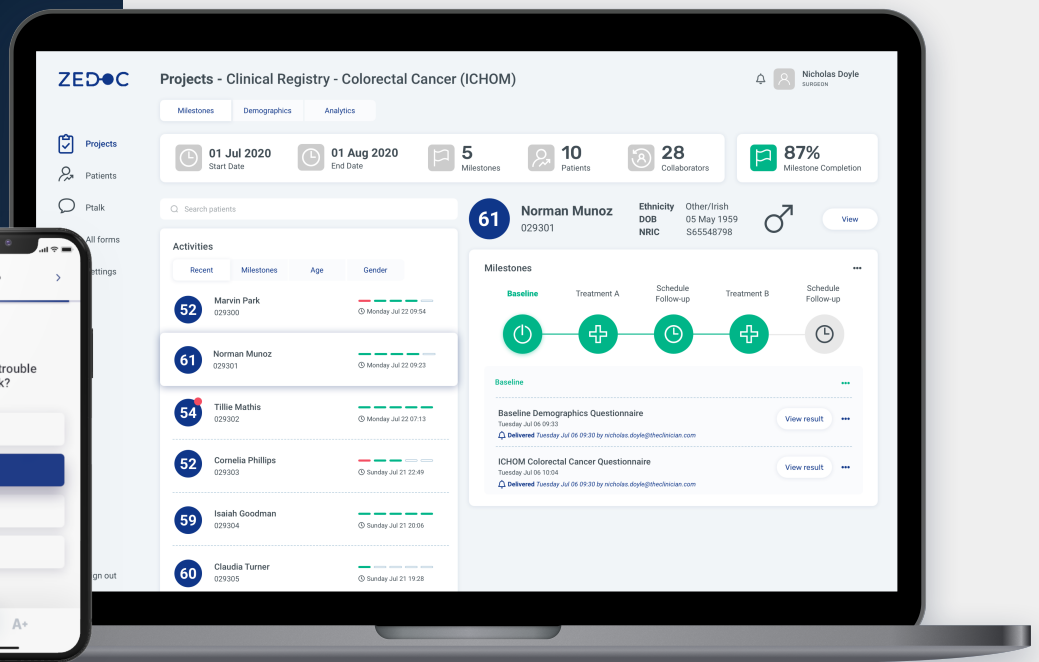 ZEDOC
Projects - Clinical Registry - Colorectal Cancer (ICHOM)
Nicholas Doyle
SURGEON
Milestones
Demographics
Analytics
Projects
Patients
Ptalk
All forms
ettings
gn out
01 Jul 2020
Start Date
01 Aug 2020
End Date
5
Milestones
10
Patients
28
Collaborators
87%
Milestone Completion
Search patients
Activities
Recent
Milestones
Age
Gender
52
Marvin Park
029300
Monday Jul 22 09:54
61
Norman Munoz
029301
Monday Jul 22 09:23
54
Tillie Mathis
029302
Monday Jul 22 07:13
52
Cornelia Phillips
029303
Sunday Jul 21 22:49
59
Isaiah Goodman
029304
Sunday Jul 21 20:06
60
Claudia Turner
029305
Sunday Jul 21 19:28
61
Norman Munoz
029301
Ethnicity Other/Irish
DOB 05 May 1959
NRIC S65548798
View
Milestones
Baseline
Treatment A
Schedule
Follow-up
Treatment B
Schedule
Follow-up
Baseline
Baseline Demographics Questionnaire
Tuesday Jul 06 09:33
Delivered Tuesday Jul 06 09:30 by nicholas.doyle@theclinician.com
View result
ICHOM Colorectal Cancer Questionnaire
Tuesday Jul 06 10:04
Delivered Tuesday Jul 06 09:30 by nicholas.doyle@theclinician.com
View result
trouble
k?
A+